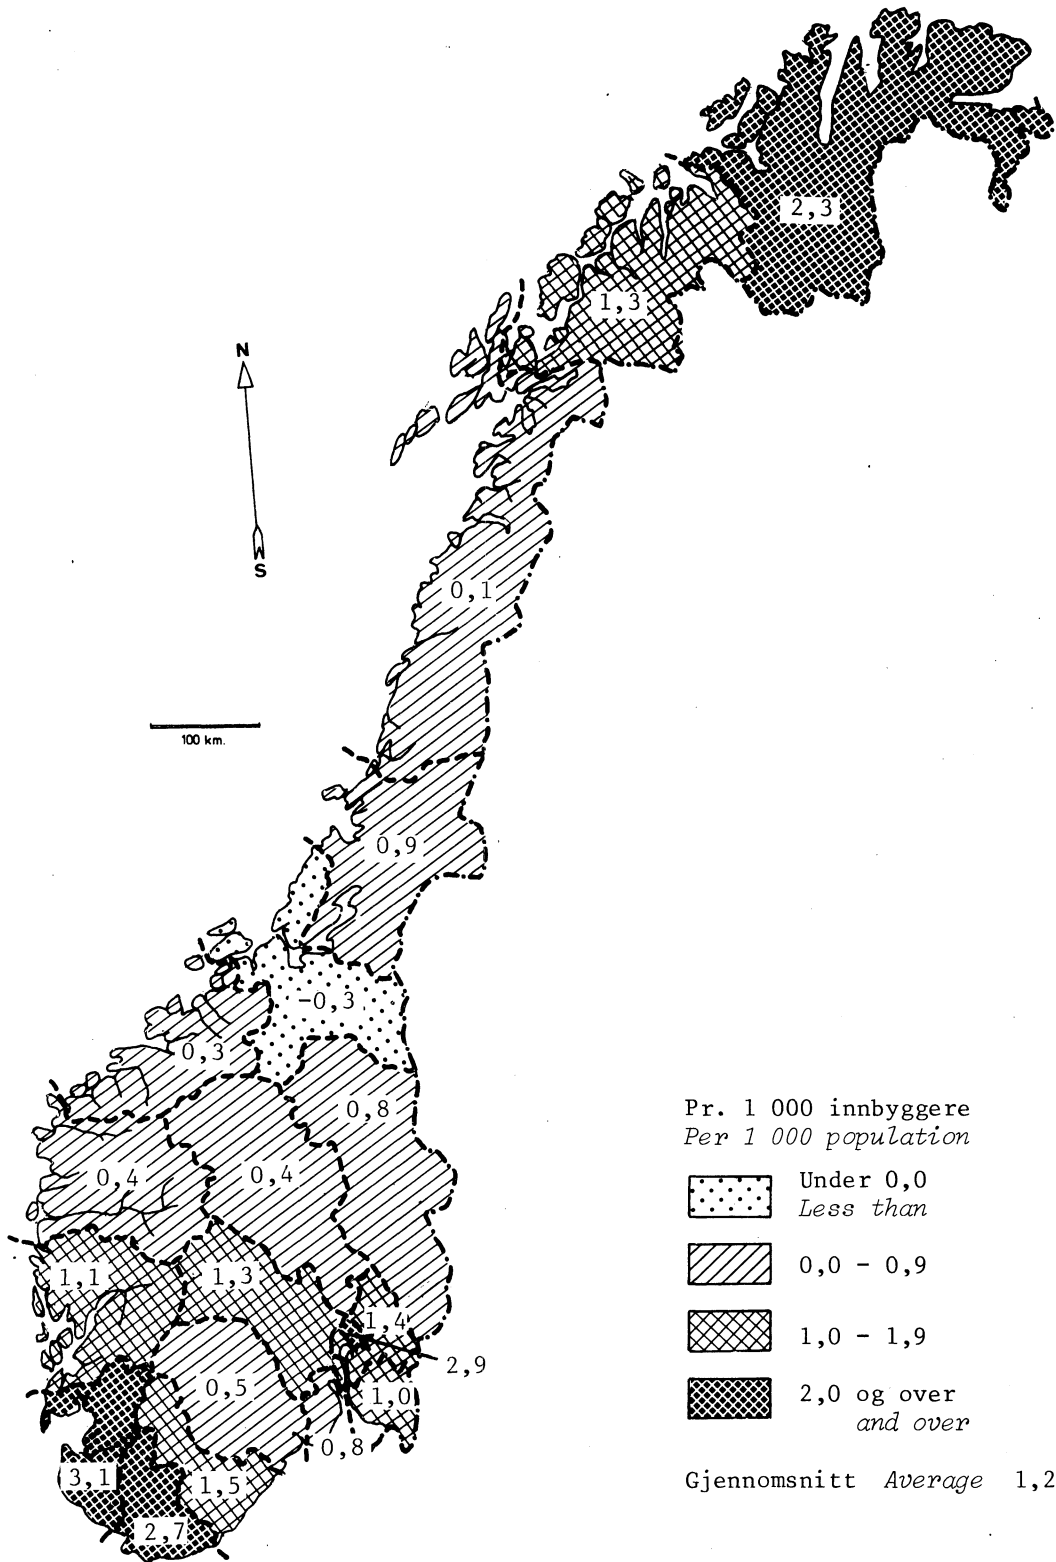 2,3
1,3
N
S
0,1
100 km.
0,9
-0,3
0,3
0,8
0,4
0,4
1,1
1,3
1,4
2,9
0,5
1,0
0,8
3,1
1,5
2,7
Pr. 1 000 innbyggere
Per 1 000 population
Under 0,0
Less than
0,0 - 0,9
1,0 - 1,9
2,0 og over
and over
Gjennomsnitt Average 1,2